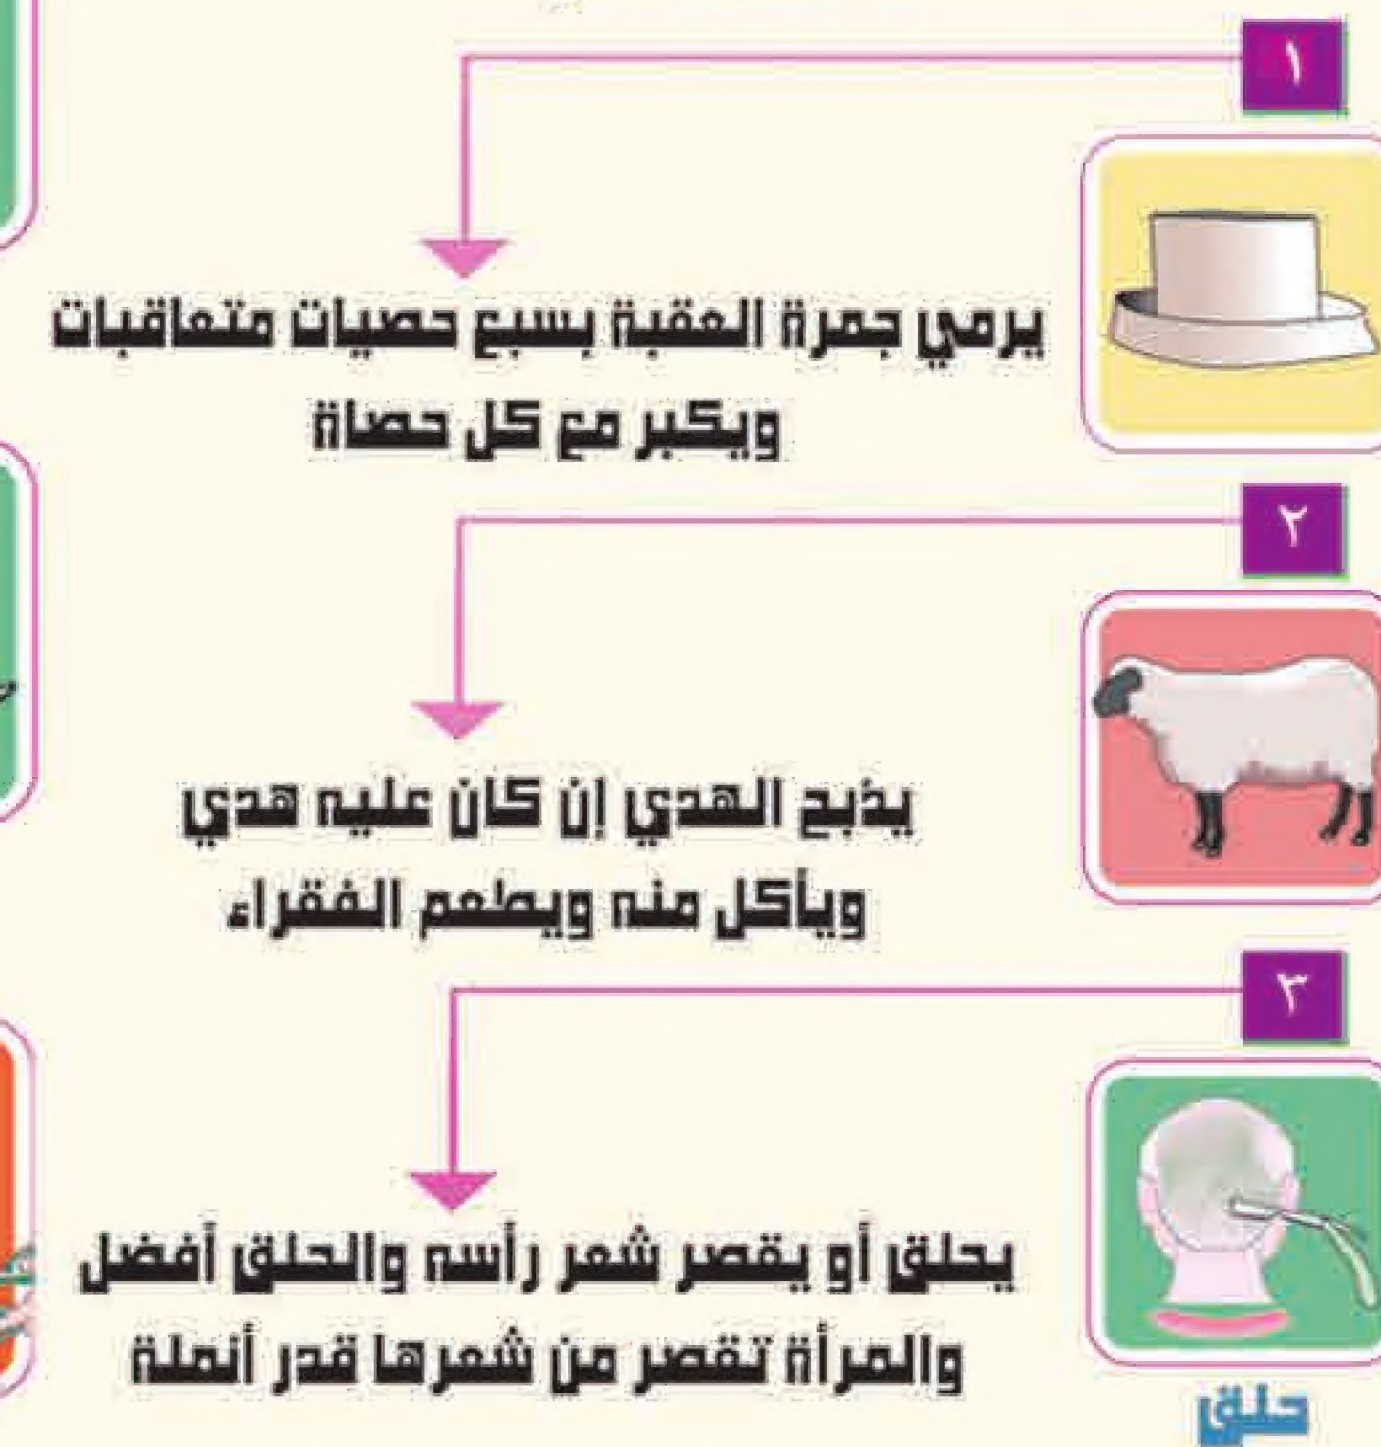 ١
يرمي جمرة العقبة بسبع حصيات متعاقبات
ويكبر مع كل حصاة
٢
يذبح الهدي إن كان عليه هدي
ويأكل منه ويطعم الفقراء
٣
يحلق أو يقصر شعر رأسه والحلق أفضل
والمرأة تقصر من شعرها قدر أنملة
حلق